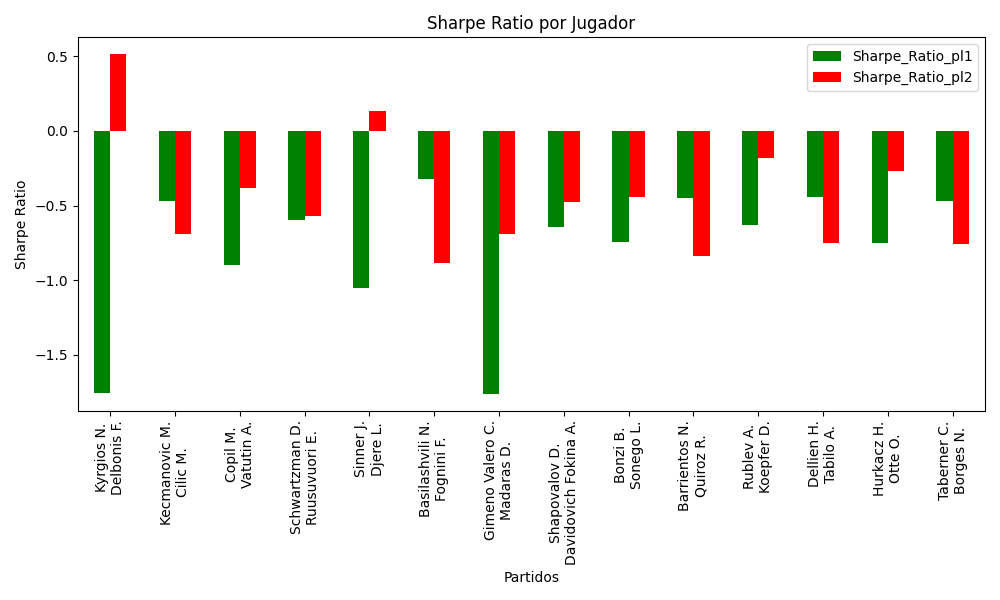 Sharpe Ratio por Jugador
Sharpe_Ratio_pl1
Sharpe_Ratio_pl2
Sharpe Ratio
0.5
0.0
−0.5
−1.0
−1.5
Kyrgios N.
Delbonis F.
Kecmanovic M.
Cilic M.
Copil M.
Vatutin A.
Schwartzman D.
Ruusuvuori E.
Sinner J.
Djere L.
Basilashvili N.
Fognini F.
Gimeno Valero C.
Madaras D.
Shapovalov D.
Davidovich Fokina A.
Bonzi B.
Sonego L.
Barrientos N.
Quiroz R.
Rublev A.
Koepfer D.
Dellien H.
Tabilo A.
Hurkacz H.
Otte O.
Taberner C.
Borges N.
Partidos